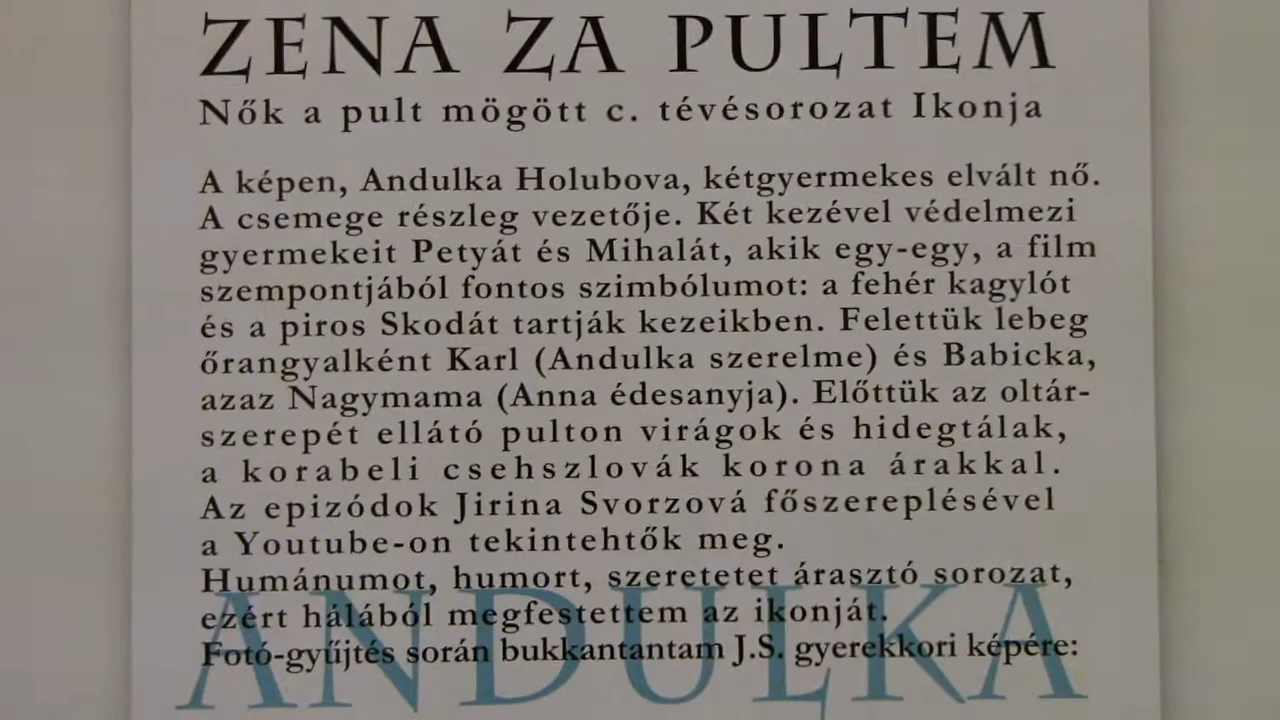 ZENA ZA PULTEM
Nők a pult mögött c. tévésorozat Ikonja
A képen, Andulka Holubova, kétgyermekes elvált nő.
A csemege részleg vezetője. Két kezével védelmezi
gyermekeit Petyát és Mihalát, akik egy-egy, a film
szempontjából fontos szimbólumot: a fehér kagylót
és a piros Skodát tartják kezeikben. Felettük lebeg
őrangyalként Karl (Andulka szerelme) és Babicka,
azaz Nagymama (Anna édesanyja). Előttük az oltár-
szerepét ellátó pulton virágok és hidegtálak,
a korabeli csehszlovák korona árakkal.
Az epizódok Jirina Svorzová főszereplésével
a Youtube-on tekintehtők meg.
Humánumot, humort, szeretetet árasztó sorozat,
ezért hálából megfestettem az ikonját.
Fotó-gyűjtés során bukkantantam J.S. gyerekkori képére:
ANDULKA